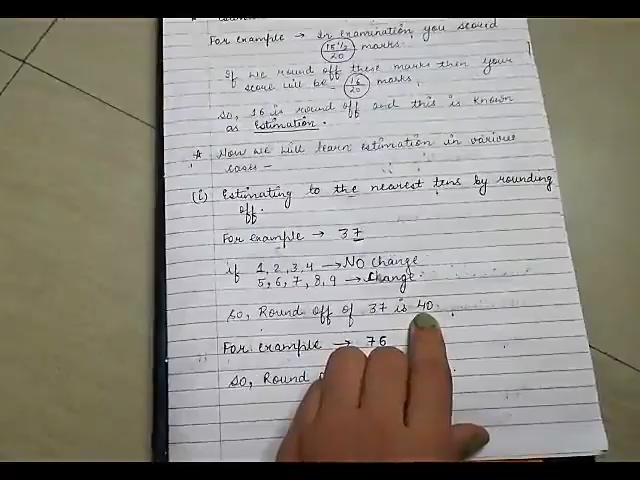 For example → In examination you scored
15½/20 marks.
If we round off these marks then your
score will be 16/20 marks.
So, 16 is round off and this is known
as Estimation.
* Now we will learn estimation in various
cases -
(i) Estimating to the nearest tens by rounding
off.
For example → 37
if 1, 2, 3, 4 → NO Change
5, 6, 7, 8, 9 → Change.
So, Round off of 37 is 40.
For example → 76
So, Round